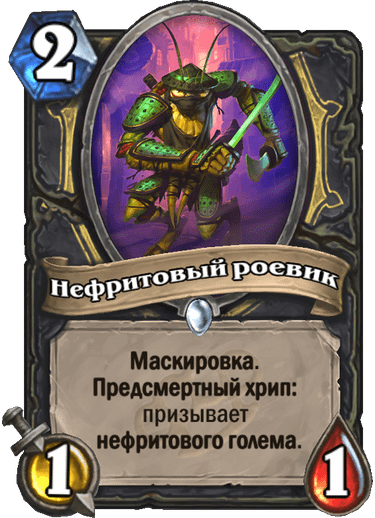 2
Нефритовый роевик
Маскировка.
Предсмертный хрип:
призывает
нефритового голема.
1
1